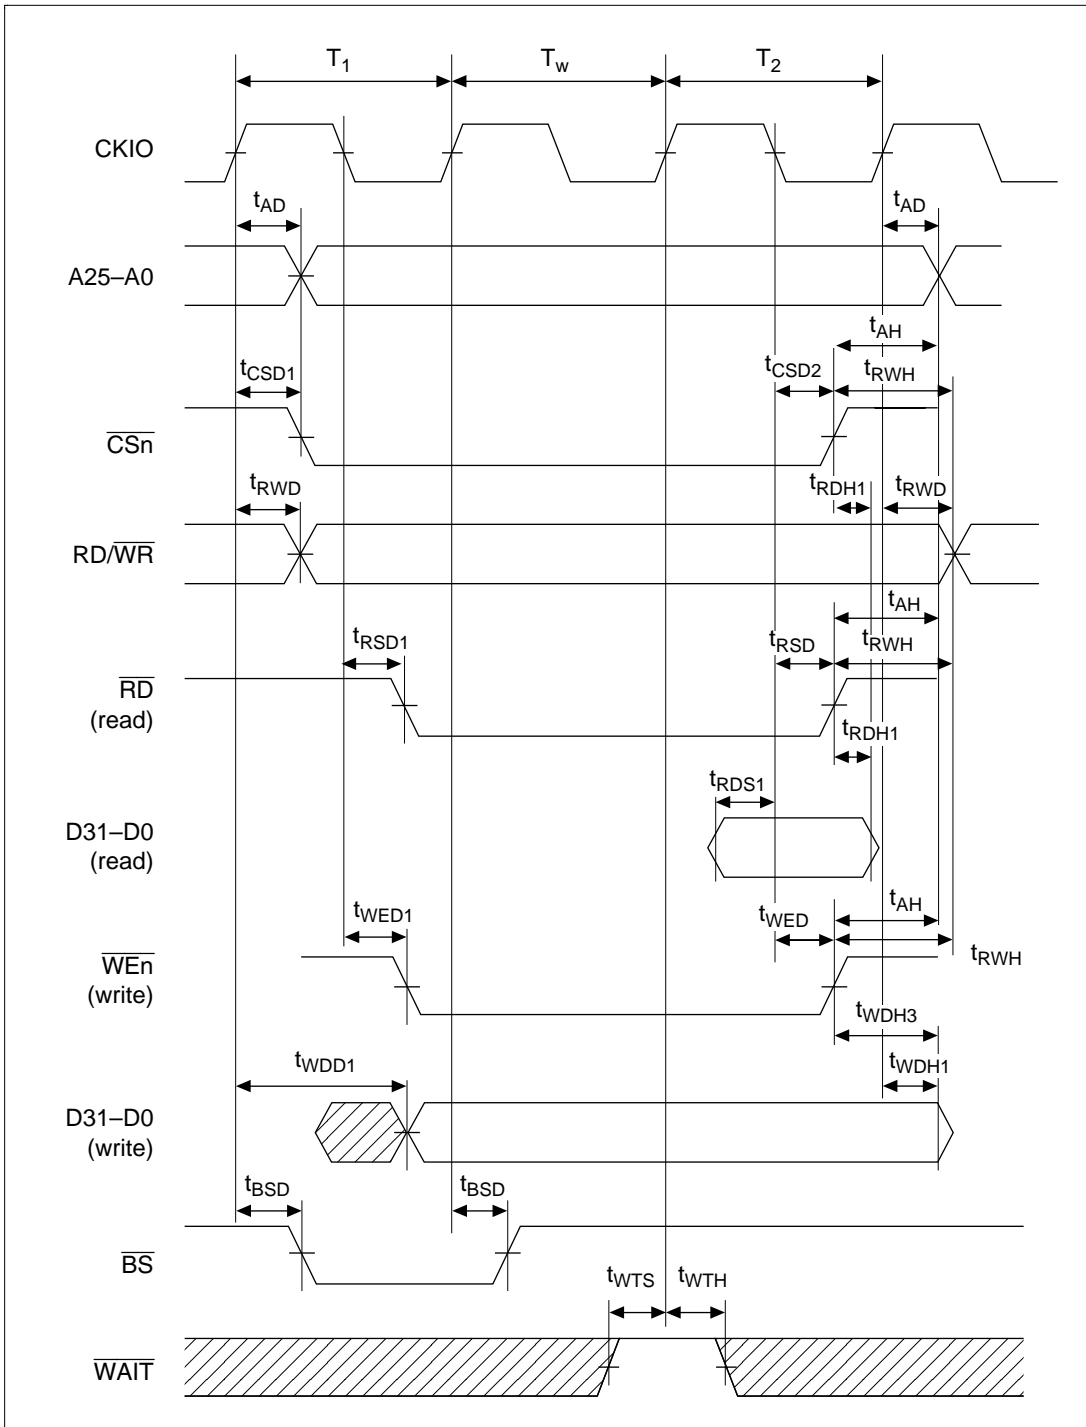 T1 Tw T2
CKIO
tAD tAD
A25–A0
tAH
tCSD1 tCSD2 tRWH
CSn
tRWD tRDH1 tRWD
RD/WR
tAH
tRSD1 tRSD tRWH
RD
(read)
tRDH1
tRDS1
D31–D0
(read)
tAH
tWED1 tWED
tRWH
WEn
(write)
tWDH3
tWDD1 tWDH1
D31–D0
(write)
tBSD tBSD
BS
tWTS tWTH
WAIT